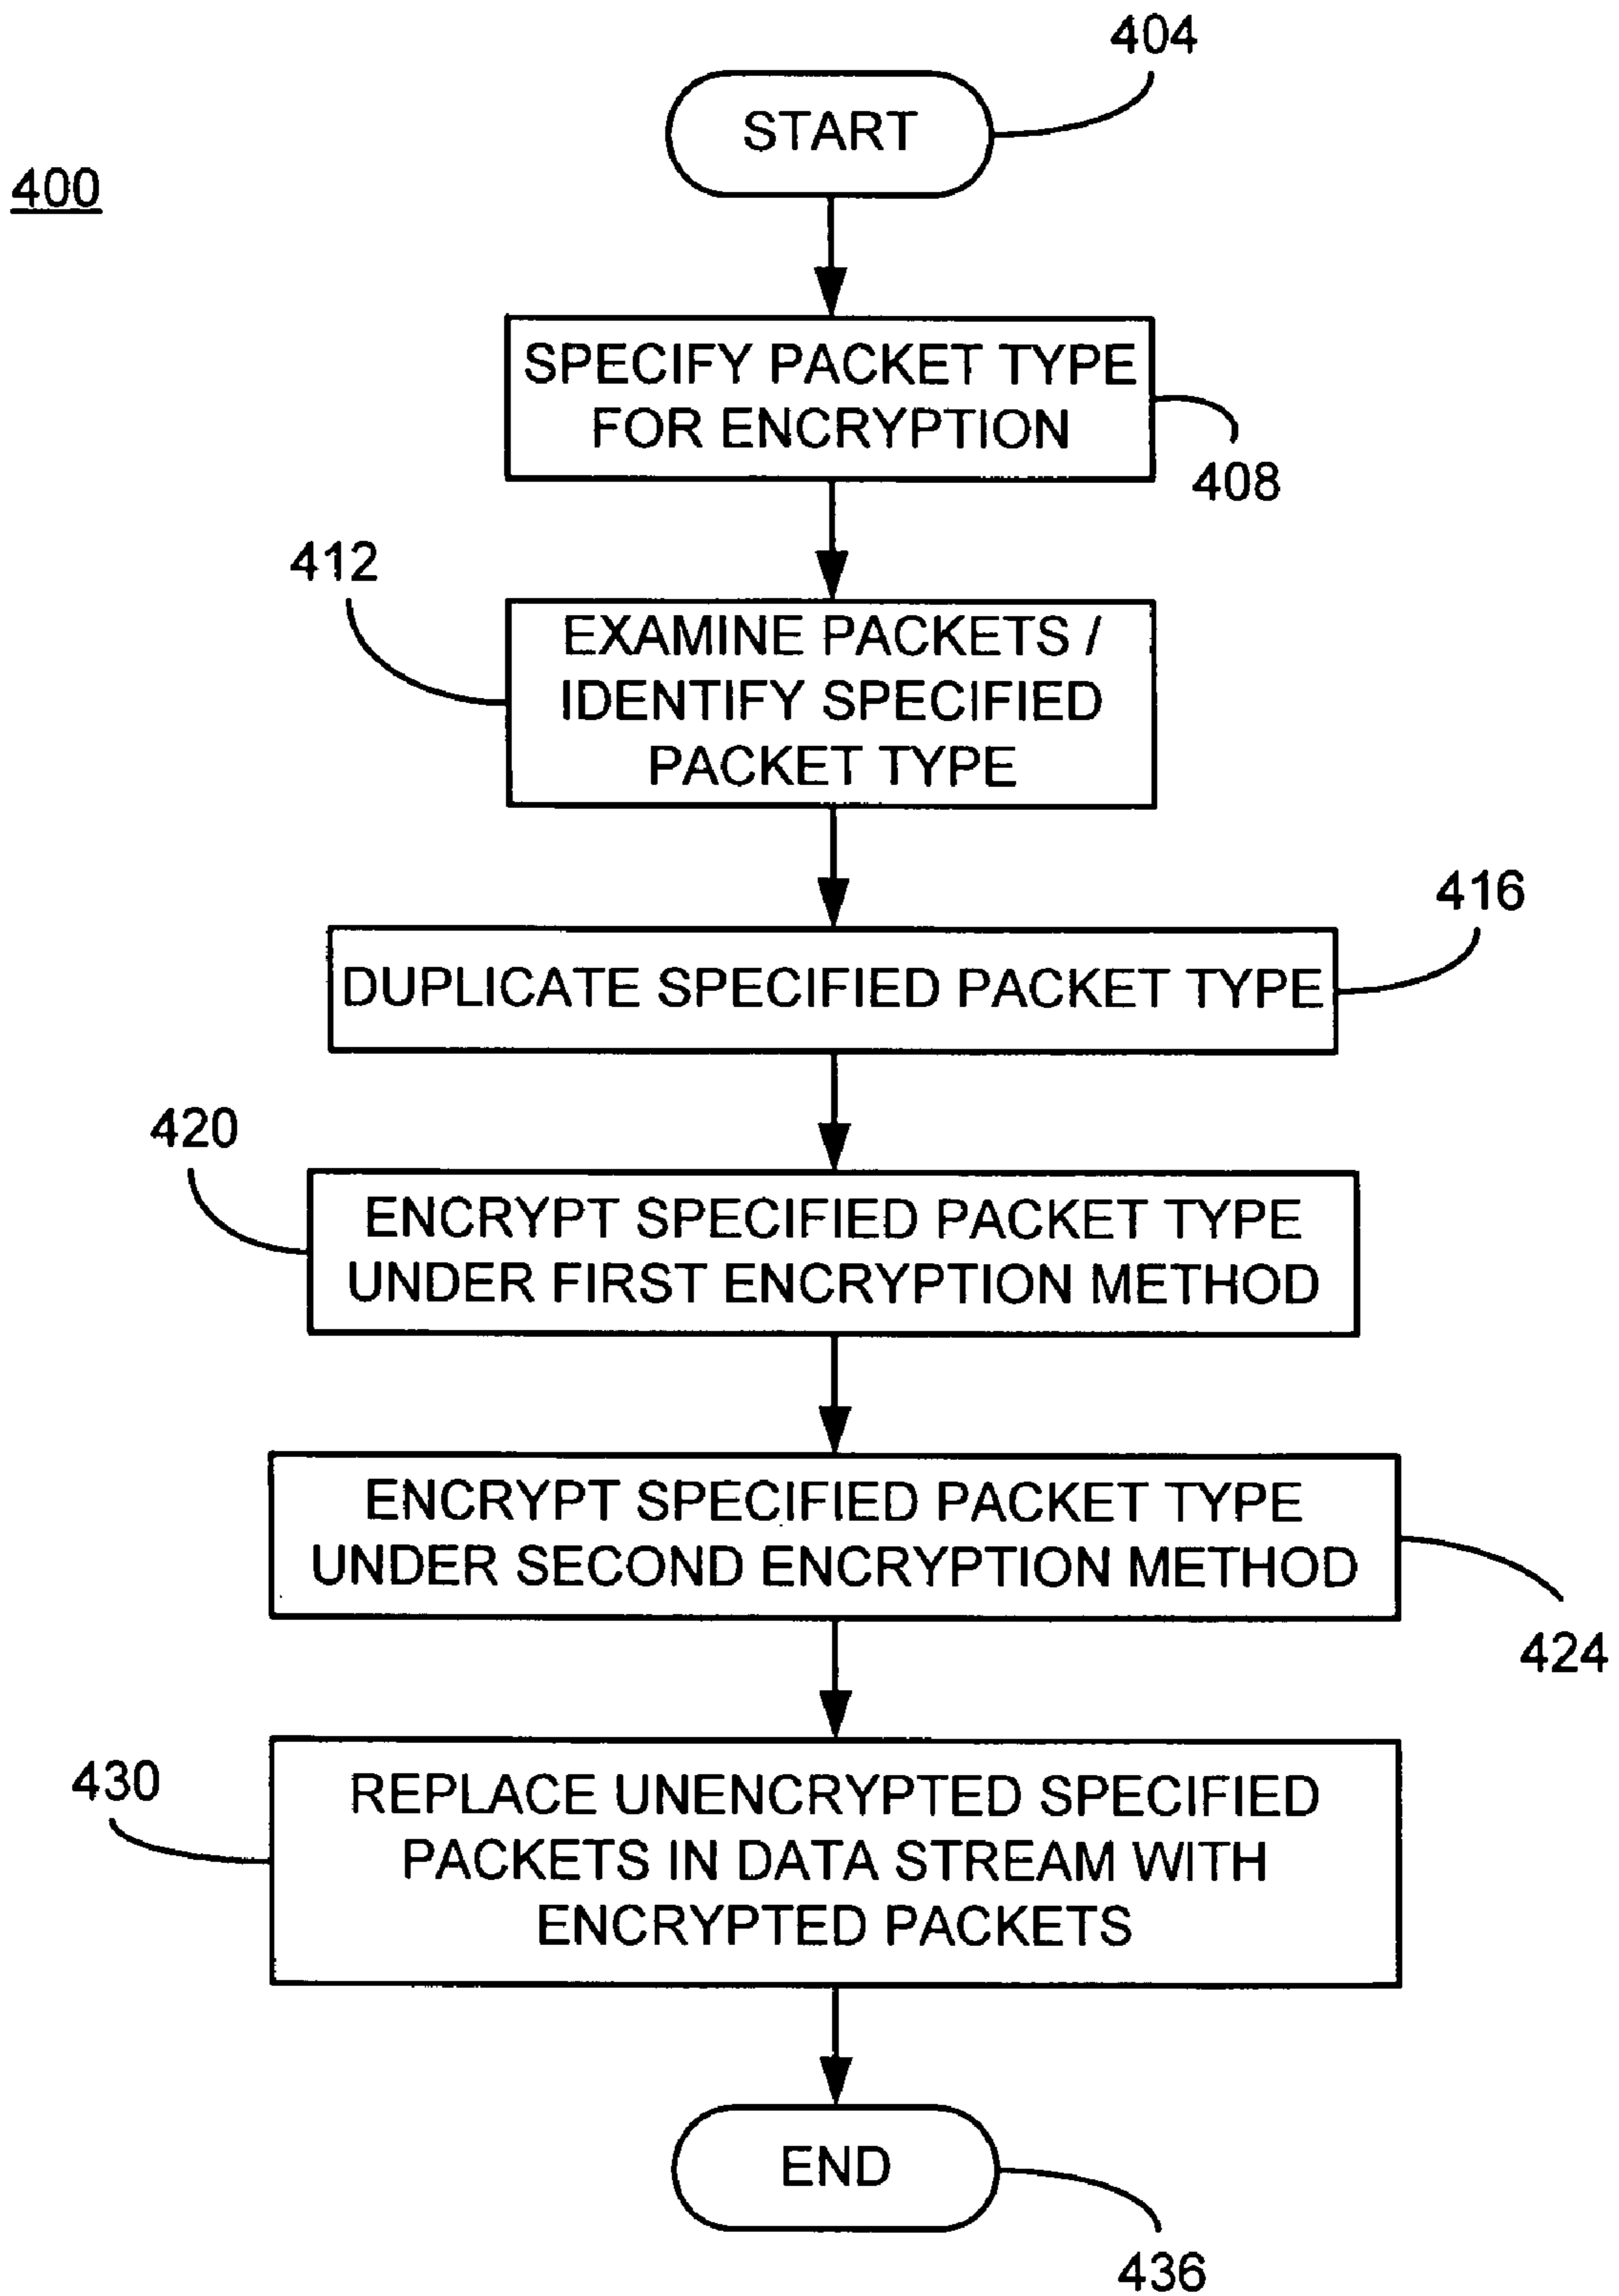 404
START
400
SPECIFY PACKET TYPE
FOR ENCRYPTION
408
412
EXAMINE PACKETS /
IDENTIFY SPECIFIED
PACKET TYPE
416
DUPLICATE SPECIFIED PACKET TYPE
420
ENCRYPT SPECIFIED PACKET TYPE
UNDER FIRST ENCRYPTION METHOD
ENCRYPT SPECIFIED PACKET TYPE
UNDER SECOND ENCRYPTION METHOD
424
430
REPLACE UNENCRYPTED SPECIFIED
PACKETS IN DATA STREAM WITH
ENCRYPTED PACKETS
END
436